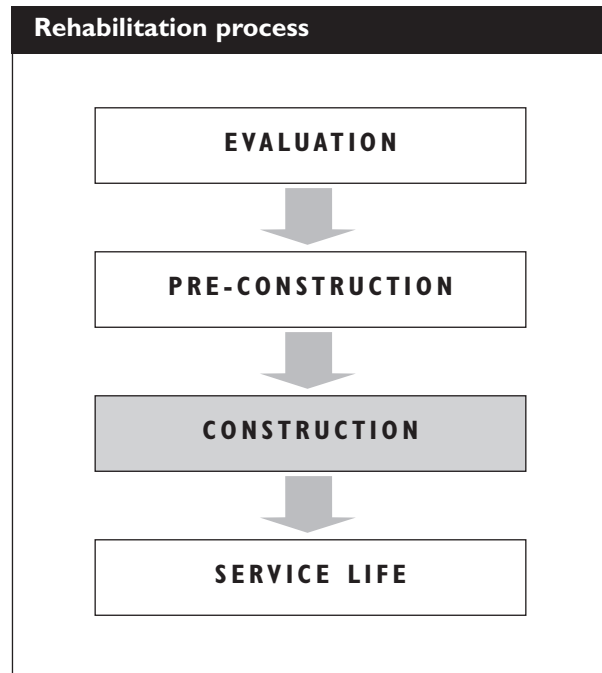 Rehabilitation process
EVALUATION
PRE-CONSTRUCTION
CONSTRUCTION
SERVICE LIFE